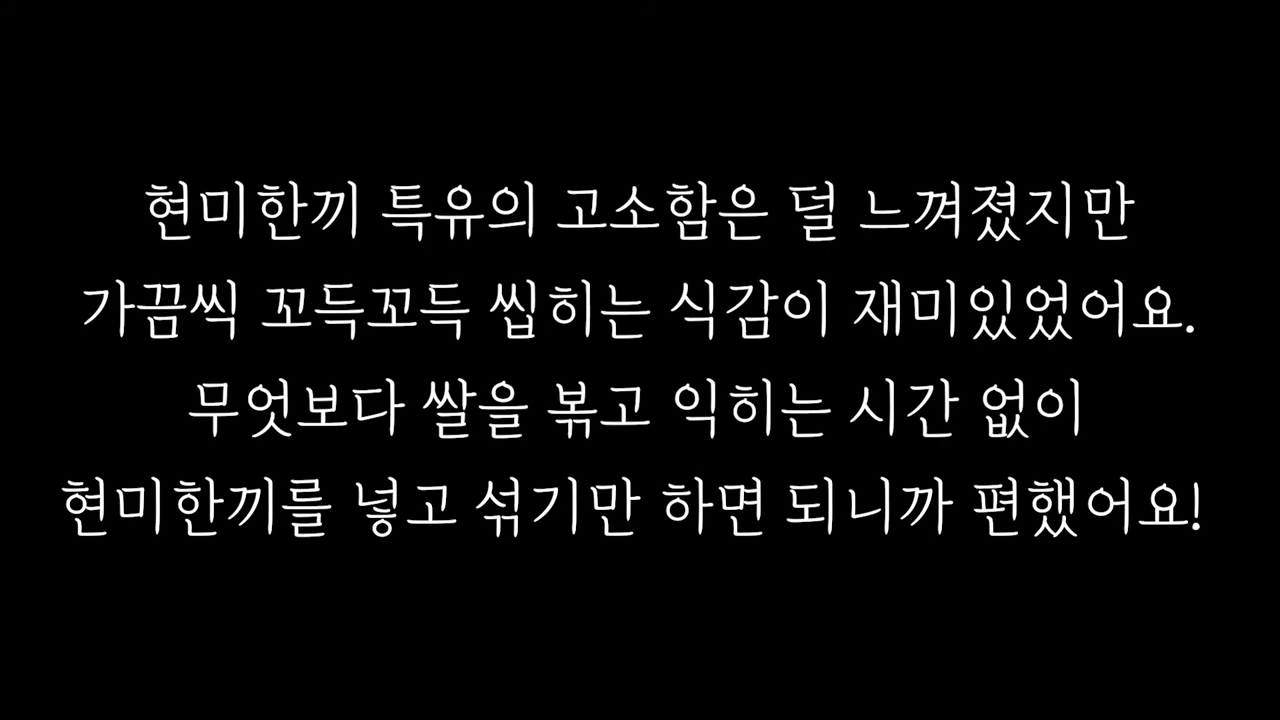 현미한끼 특유의 고소함은 덜 느껴졌지만
가끔씩 꼬득꼬득 씹히는 식감이 재미있었어요.
무엇보다 쌀을 볶고 익히는 시간 없이
현미한끼를 넣고 섞기만 하면 되니까 편했어요!